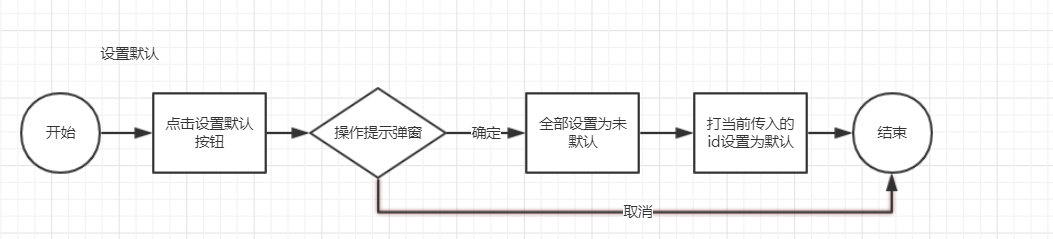 设置默认
开始
点击设置默认
按钮
操作提示弹窗
确定
全部设置为未
默认
打当前传入的
id设置为默认
结束
取消